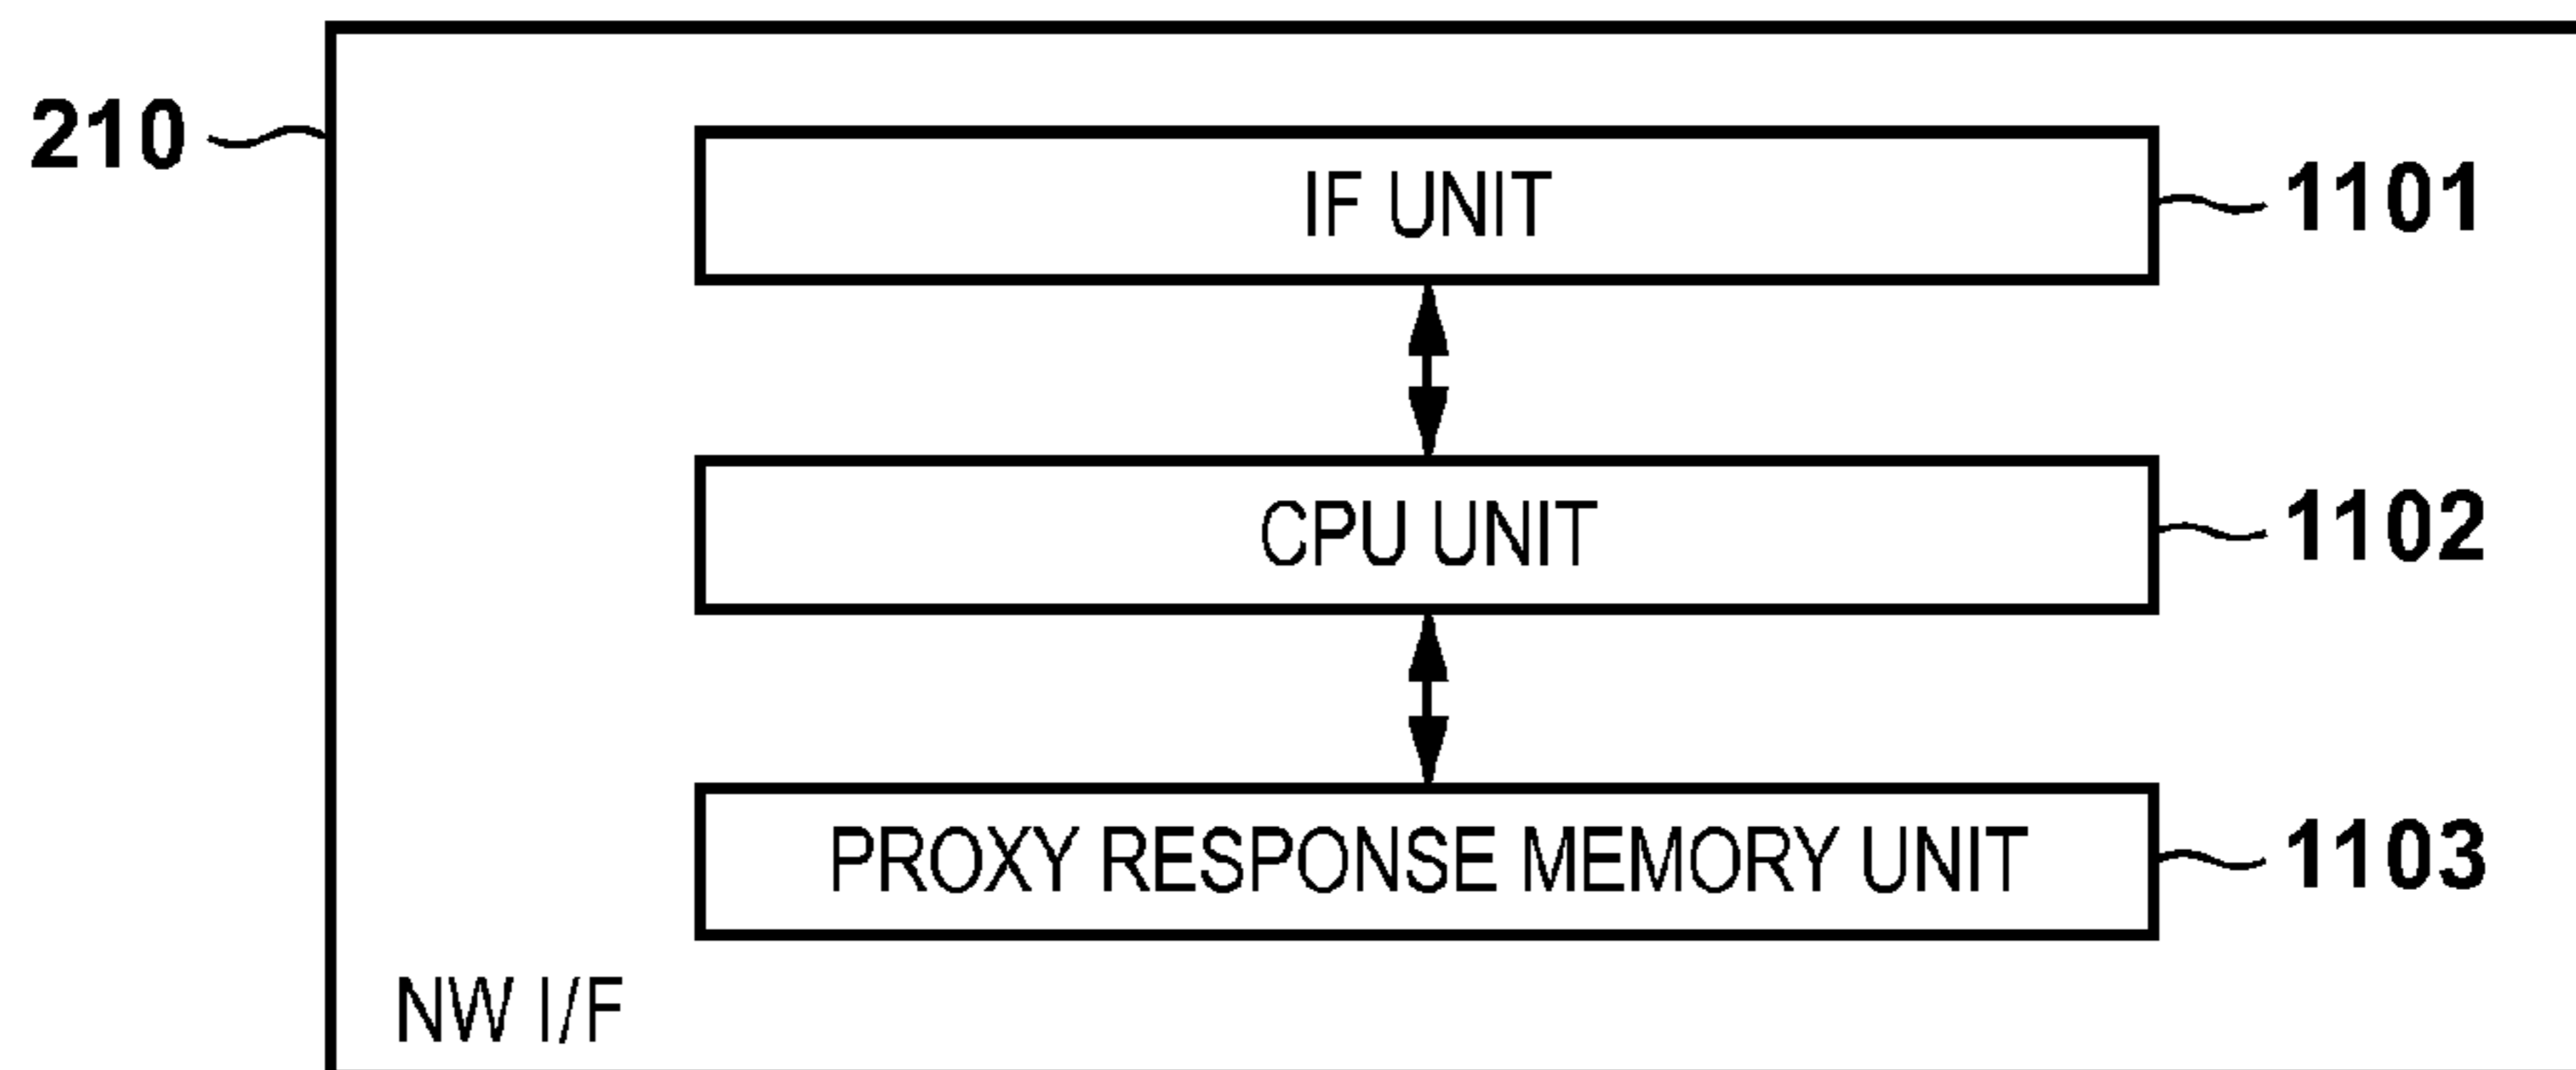 210
IF UNIT
1101
CPU UNIT
1102
PROXY RESPONSE MEMORY UNIT
1103
NW I/F